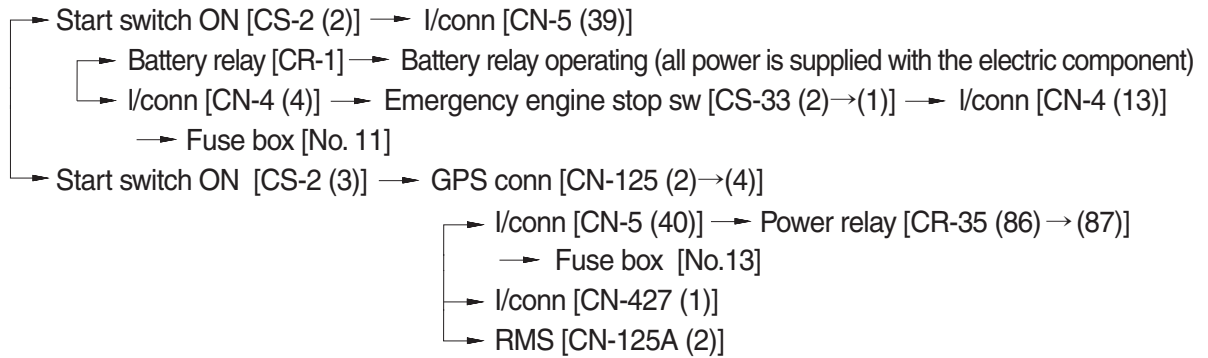 Start switch ON [CS-2 (2)] → I/conn [CN-5 (39)]
Battery relay [CR-1] → Battery relay operating (all power is supplied with the electric component)
I/conn [CN-4 (4)] → Emergency engine stop sw [CS-33 (2)→(1)] → I/conn [CN-4 (13)]
→ Fuse box [No. 11]
Start switch ON [CS-2 (3)] → GPS conn [CN-125 (2)→(4)]
I/conn [CN-5 (40)] → Power relay [CR-35 (86) → (87)]
→ Fuse box [No.13]
I/conn [CN-427 (1)]
RMS [CN-125A (2)]